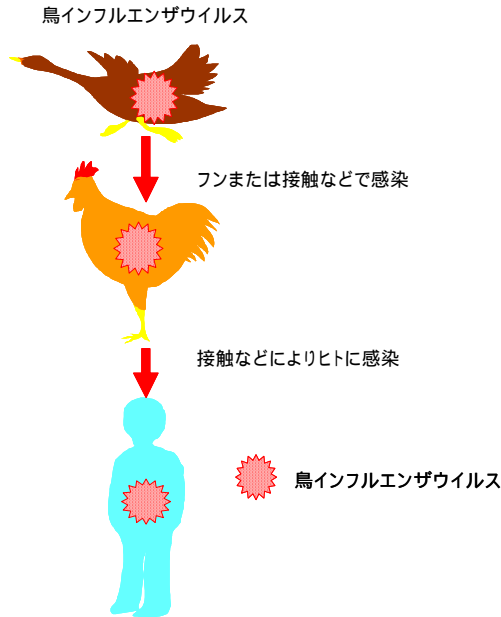 鳥インフルエンザウイルス
フンまたは接触などで感染
接触などによりヒトに感染
鳥インフルエンザウイルス